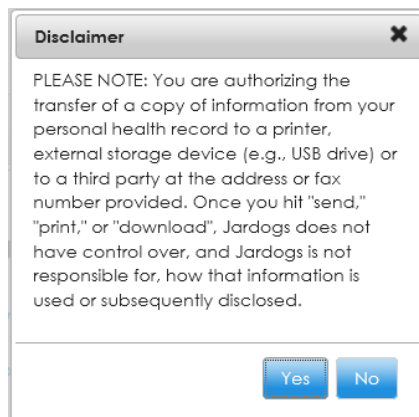 Disclaimer
PLEASE NOTE: You are authorizing the
transfer of a copy of information from your
personal health record to a printer,
external storage device (e.g., USB drive) or
to a third party at the address or fax
number provided. Once you hit "send,"
"print," or "download", Jardogs does not
have control over, and Jardogs is not
responsible for, how that information is
used or subsequently disclosed.
Yes No